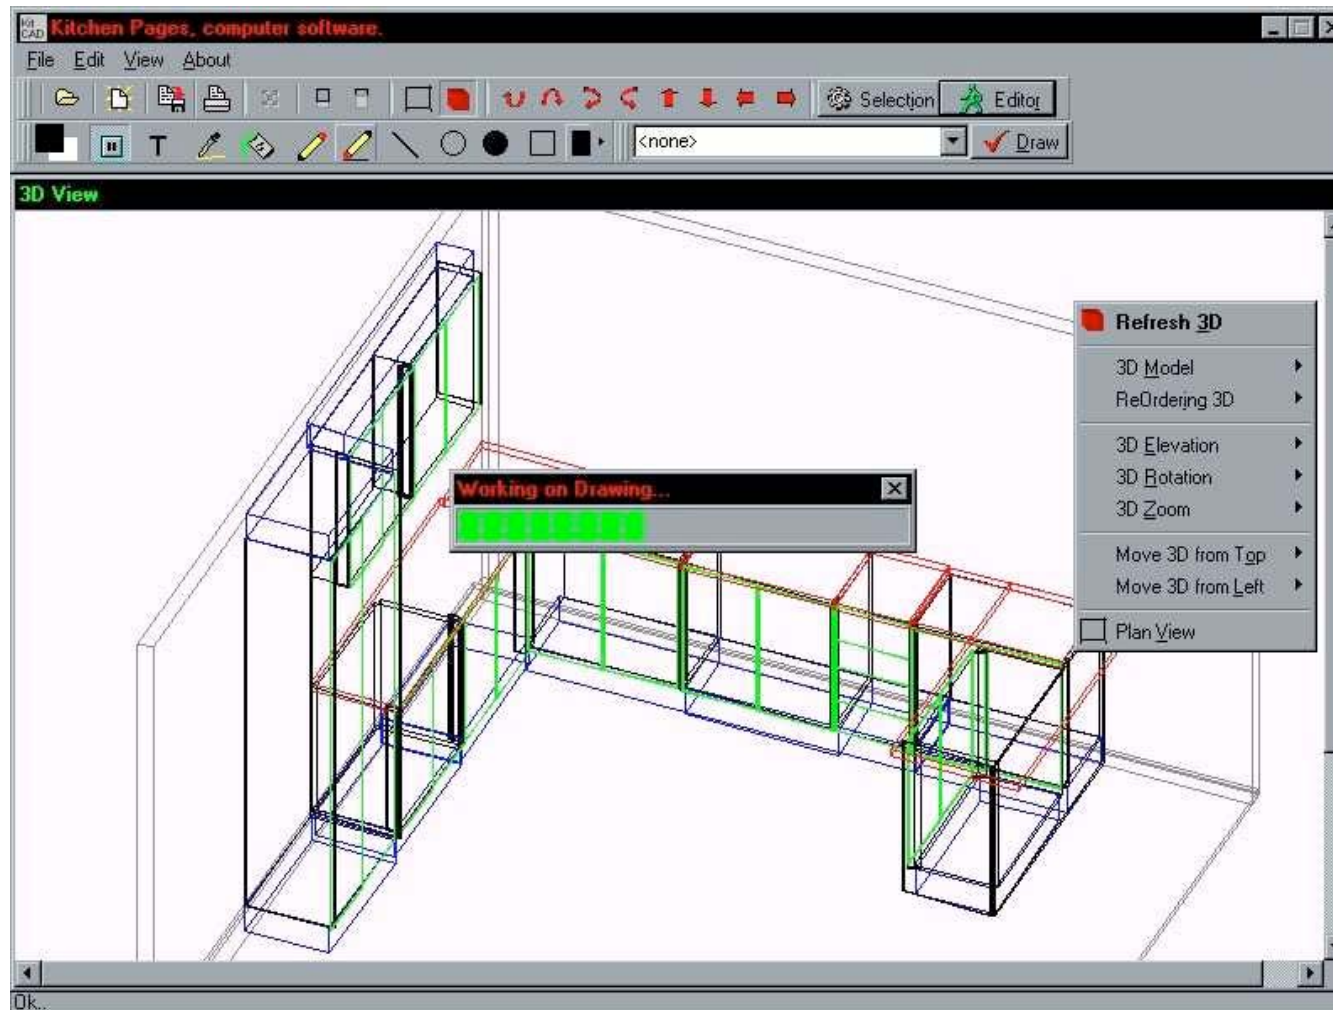 Kit
CAD
Kitchen Pages, computer software.
File Edit View About
Selection Editor
T <none> Draw
3D View
Refresh 3D
3D Model
ReOrdering 3D
3D Elevation
3D Rotation
3D Zoom
Working on Drawing...
Move 3D from Top
Move 3D from Left
Plan View
Ok..